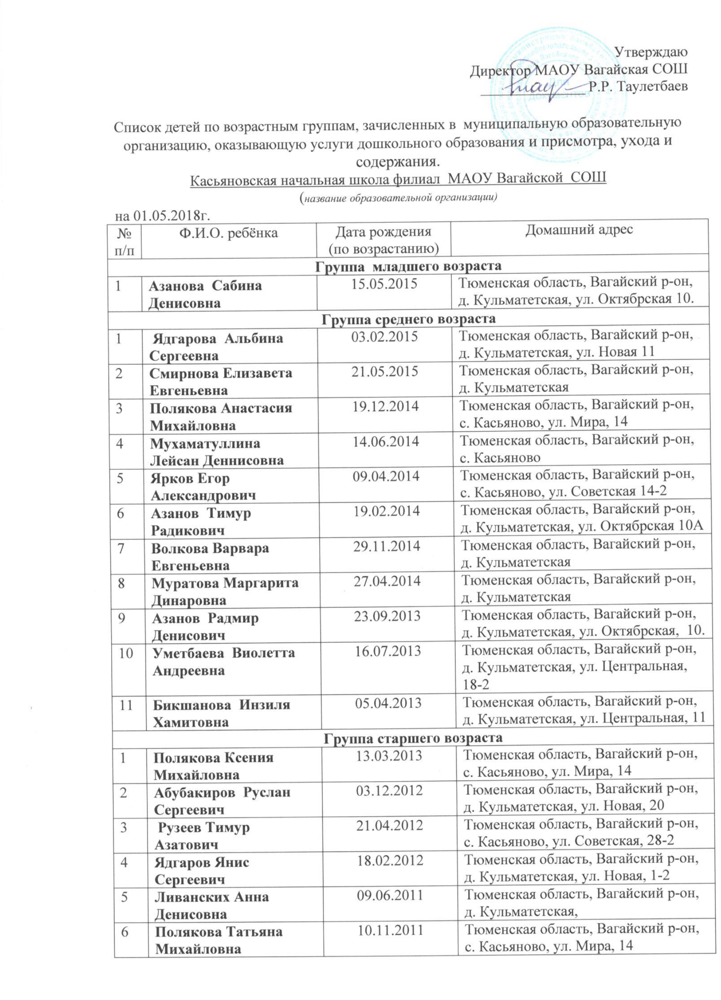 Утверждаю
Директор МАОУ Вагайская СОШ
Р.Р. Таулетбаев
Для
документов
Список детей по возрастным группам, зачисленных в муниципальную образовательную
организацию, оказывающую услуги дошкольного образования и присмотра, ухода и
содержания.
Касьяновская начальная школа филиал МАОУ Вагайской СОШ
(название образовательной организации)
на 01.05.2018г.
№ Ф.И.О. ребёнка Дата рождения Домашний адрес
п/п (по возрастанию)
Группа младшего возраста
1 Азанова Сабина 15.05.2015 Тюменская область, Вагайский р-он,
Денисовна д. Кульматетская, ул. Октябрская 10.
Группа среднего возраста
1 Ядгарова Альбина 03.02.2015 Тюменская область, Вагайский р-он,
Сергеевна д. Кульматетская, ул. Новая 11
2 Смирнова Елизавета 21.05.2015 Тюменская область, Вагайский р-он,
Евгеньевна д. Кульматетская
3 Полякова Анастасия 19.12.2014 Тюменская область, Вагайский р-он,
Михайловна с. Касьяново, ул. Мира, 14
4 Мухаматуллина 14.06.2014 Тюменская область, Вагайский р-он,
Лейсан Деннисовна с. Касьяново
5 Ярков Егор 09.04.2014 Тюменская область, Вагайский р-он,
Александрович с. Касьяново, ул. Советская 14-2
6 Азанов Тимур 19.02.2014 Тюменская область, Вагайский р-он,
Радикович д. Кульматетская, ул. Октябрская 10А
7 Волкова Варвара 29.11.2014 Тюменская область, Вагайский р-он,
Евгеньевна д. Кульматетская
8 Муратова Маргарита 27.04.2014 Тюменская область, Вагайский р-он,
Динаровна д. Кульматетская
9 Азанов Радмир 23.09.2013 Тюменская область, Вагайский р-он,
Денисович д. Кульматетская, ул. Октябрская, 10.
10 Уметбаева Виолетта 16.07.2013 Тюменская область, Вагайский р-он,
Андреевна д. Кульматетская, ул. Центральная,
18-2
11 Бикшанова Инзиля 05.04.2013 Тюменская область, Вагайский р-он,
Хамитовна д. Кульматетская, ул. Центральная, 11
Группа старшего возраста
1 Полякова Ксения 13.03.2013 Тюменская область, Вагайский р-он,
Михайловна с. Касьяново, ул. Мира, 14
2 Абубакиров Руслан 03.12.2012 Тюменская область, Вагайский р-он,
Сергеевич д. Кульматетская, ул. Новая, 20
3 Рузеев Тимур 21.04.2012 Тюменская область, Вагайский р-он,
Азатович с. Касьяново, ул. Советская, 28-2
4 Ядгаров Янис 18.02.2012 Тюменская область, Вагайский р-он,
Сергеевич д. Кульматетская, ул. Новая, 1-2
5 Ливанских Анна 09.06.2011 Тюменская область, Вагайский р-он,
Денисовна д. Кульматетская,
6 Полякова Татьяна 10.11.2011 Тюменская область, Вагайский р-он,
Михайловна с. Касьяново, ул. Мира, 14